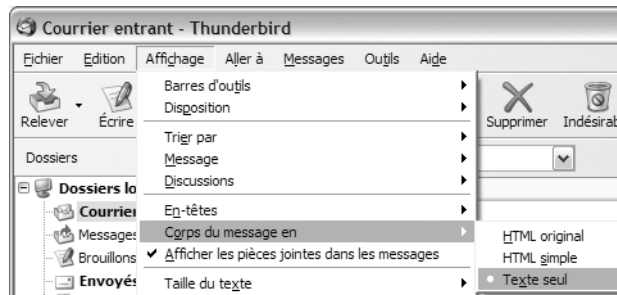 Courrier entrant - Thunderbird
Fichier Edition Affichage Aller à Messages Outils Aide
Barres d'outils
Disposition
Relever Écrire Supprimer Indésirab
Trier par
Dossiers Message
Discussions
Dossiers lo
En-têtes
Courrier
Corps du message en HTML original
Messages
Afficher les pièces jointes dans les messages HTML simple
Brouillons
Envoyés Taille du texte Texte seul